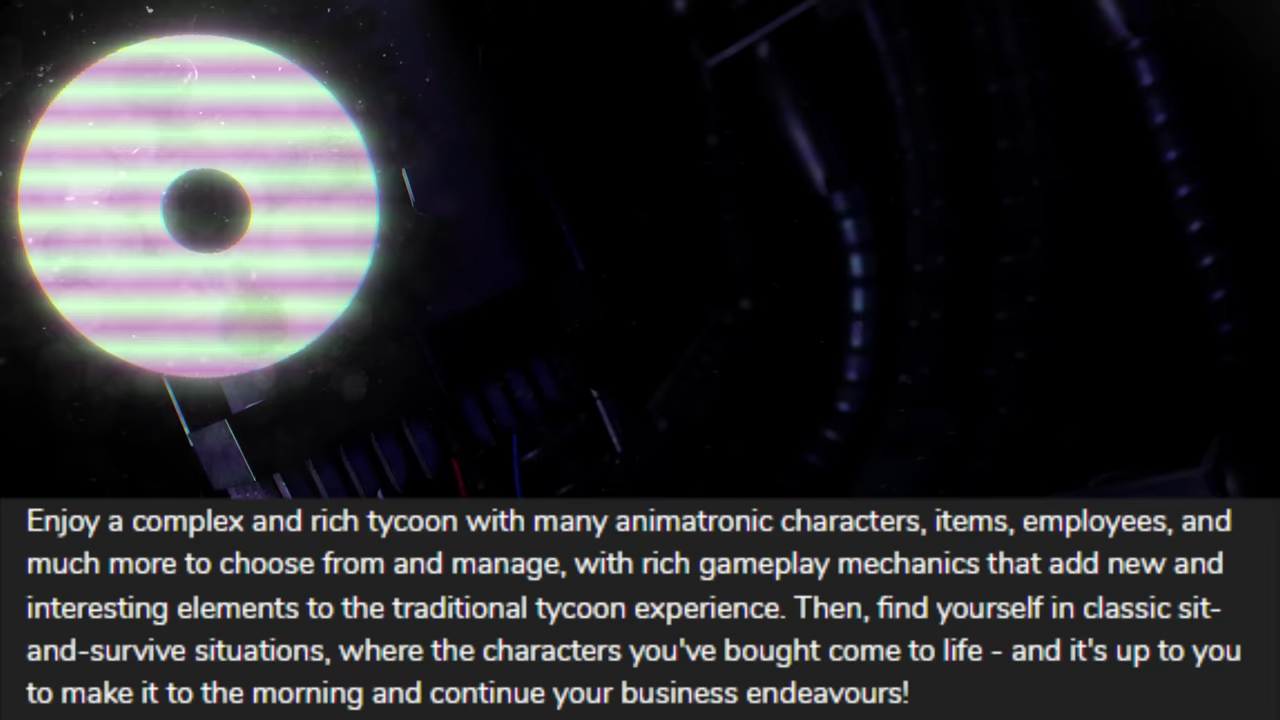 Enjoy a complex and rich tycoon with many animatronic characters, items, employees, and
much more to choose from and manage, with rich gameplay mechanics that add new and
interesting elements to the traditional tycoon experience. Then, find yourself in classic sit-
and-survive situations, where the characters you've bought come to life - and it's up to you
to make it to the morning and continue your business endeavours!